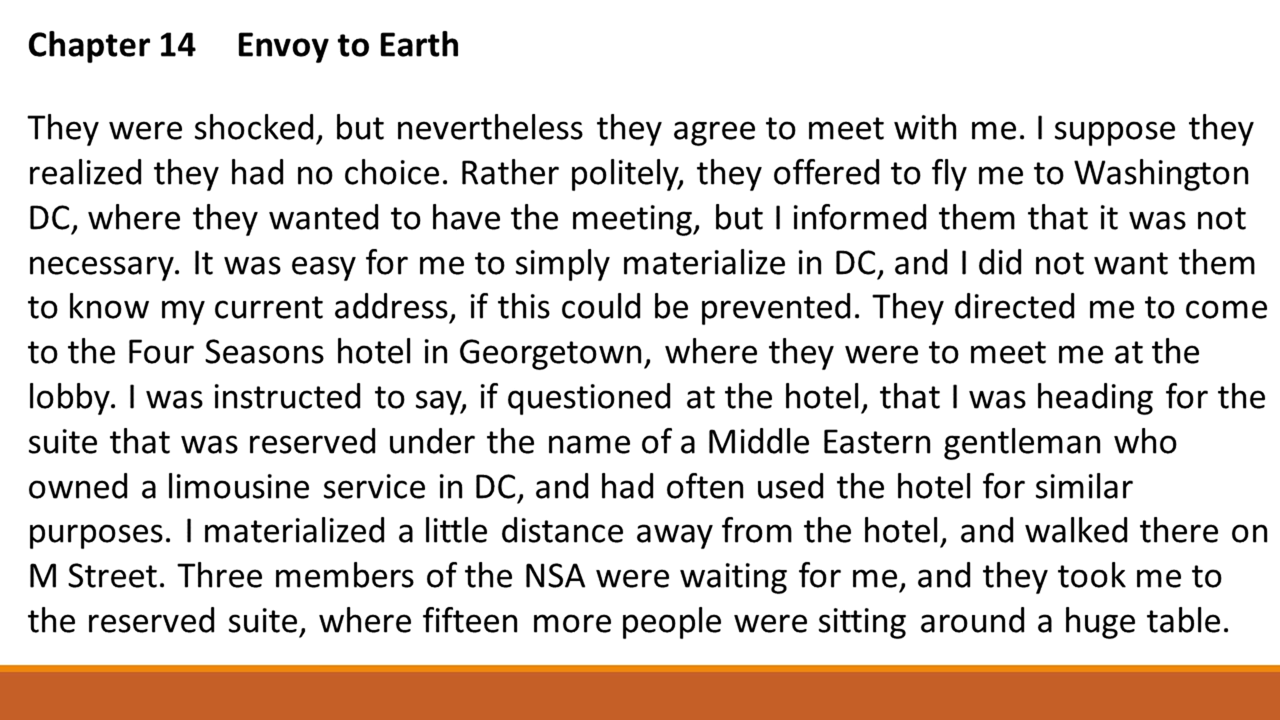 Chapter 14 Envoy to Earth
They were shocked, but nevertheless they agree to meet with me. I suppose they
realized they had no choice. Rather politely, they offered to fly me to Washington
DC, where they wanted to have the meeting, but I informed them that it was not
necessary. It was easy for me to simply materialize in DC, and I did not want them
to know my current address, if this could be prevented. They directed me to come
to the Four Seasons hotel in Georgetown, where they were to meet me at the
lobby. I was instructed to say, if questioned at the hotel, that I was heading for the
suite that was reserved under the name of a Middle Eastern gentleman who
owned a limousine service in DC, and had often used the hotel for similar
purposes. I materialized a little distance away from the hotel, and walked there on
M Street. Three members of the NSA were waiting for me, and they took me to
the reserved suite, where fifteen more people were sitting around a huge table.